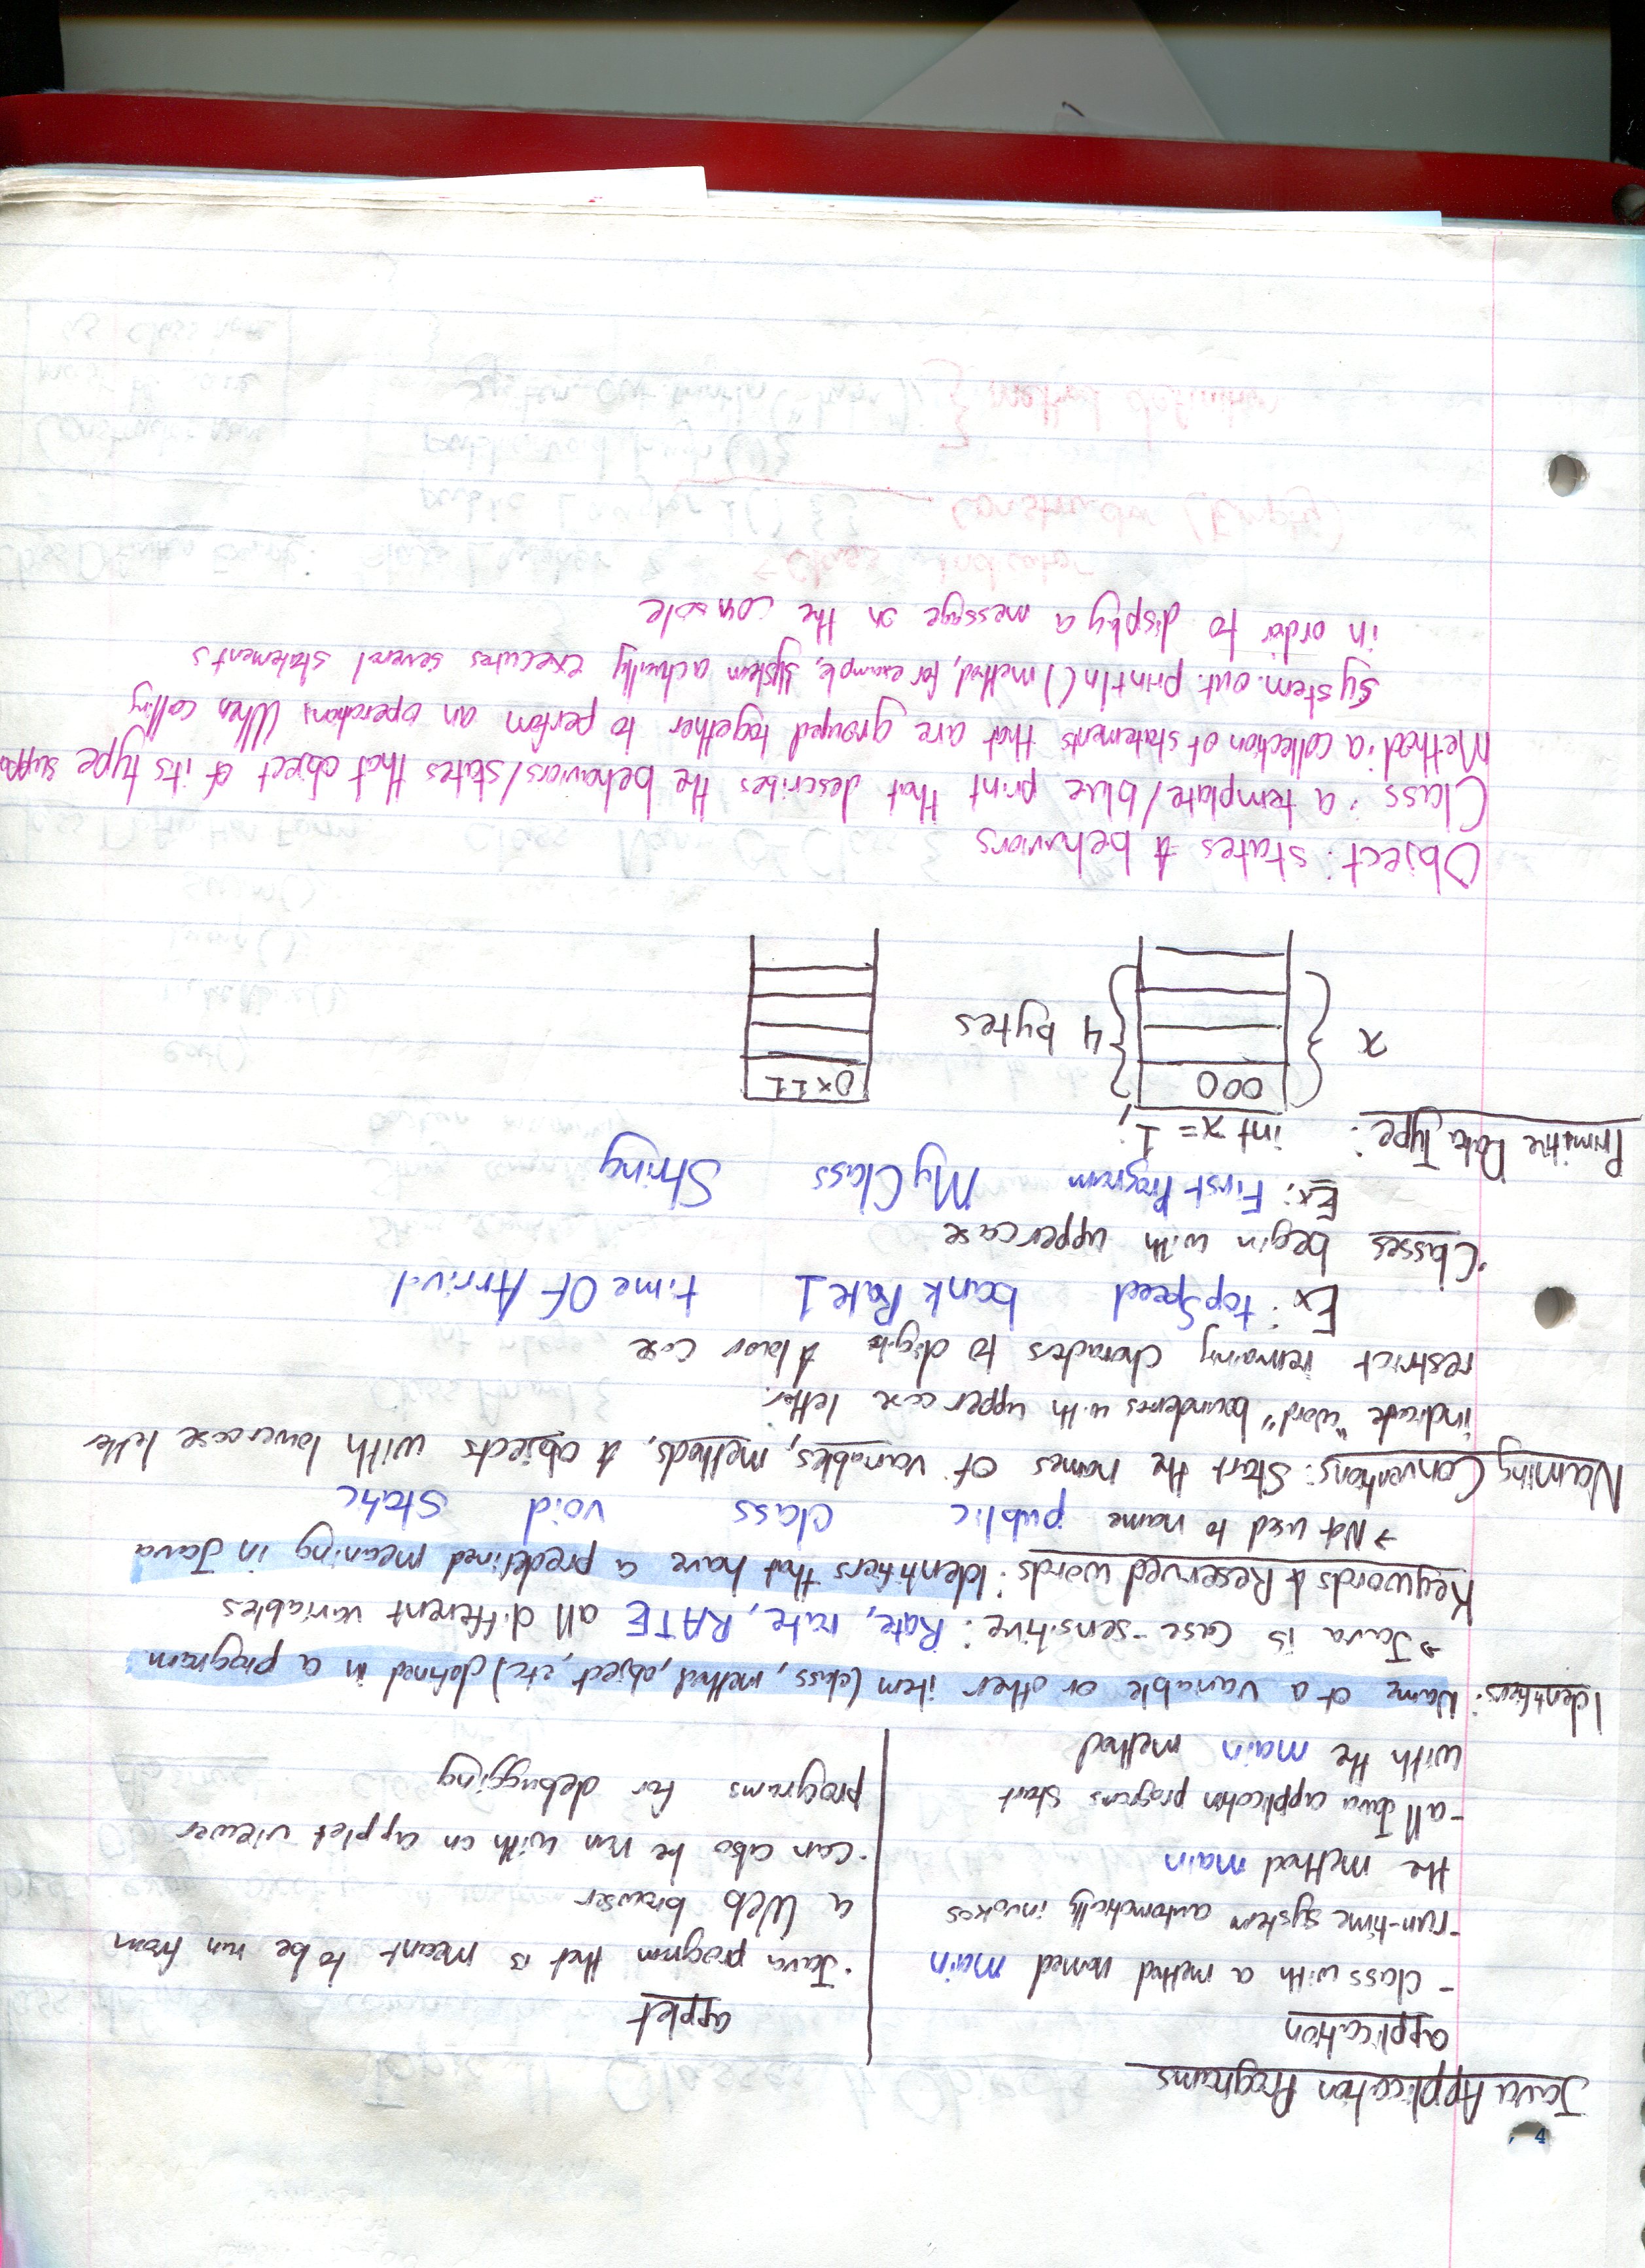 Java Application Programs
application
- class with a method named main
- run-time system automatically invokes
the method main
- all Java application programs start
with the main method
applet
· Java program that is meant to be run from
a Web browser
· can also be run with an applet viewer
programs for debugging
Identifiers: Name of a variable or other item (class, method, object, etc) defined in a program
→ Java is case-sensitive: Rate, rate, RATE all different variables
Keywords & Reserved words: Identifiers that have a predefined meaning in Java
→ Not used to name public class void static
Naming Conventions: Start the names of variables, methods, & objects with lowercase letter
indicate "word" bounderies with uppercase letter.
restrict remaining characters to digits & lower case
Ex: topSpeed bankRate1 timeOfArrival
· Classes begin with uppercase
Ex: FirstProgram MyClass String
Primitive Data Type: int x = 1;
x 000 4 bytes 0x11
Object: states & behaviors
Class: a template/blue print that describes the behaviors/states that object of its type suppo
Method: a collection of statements that are grouped together to perform an operation. When calling
System.out.println() method, for example, system actually executes several statements
in order to display a message on the console